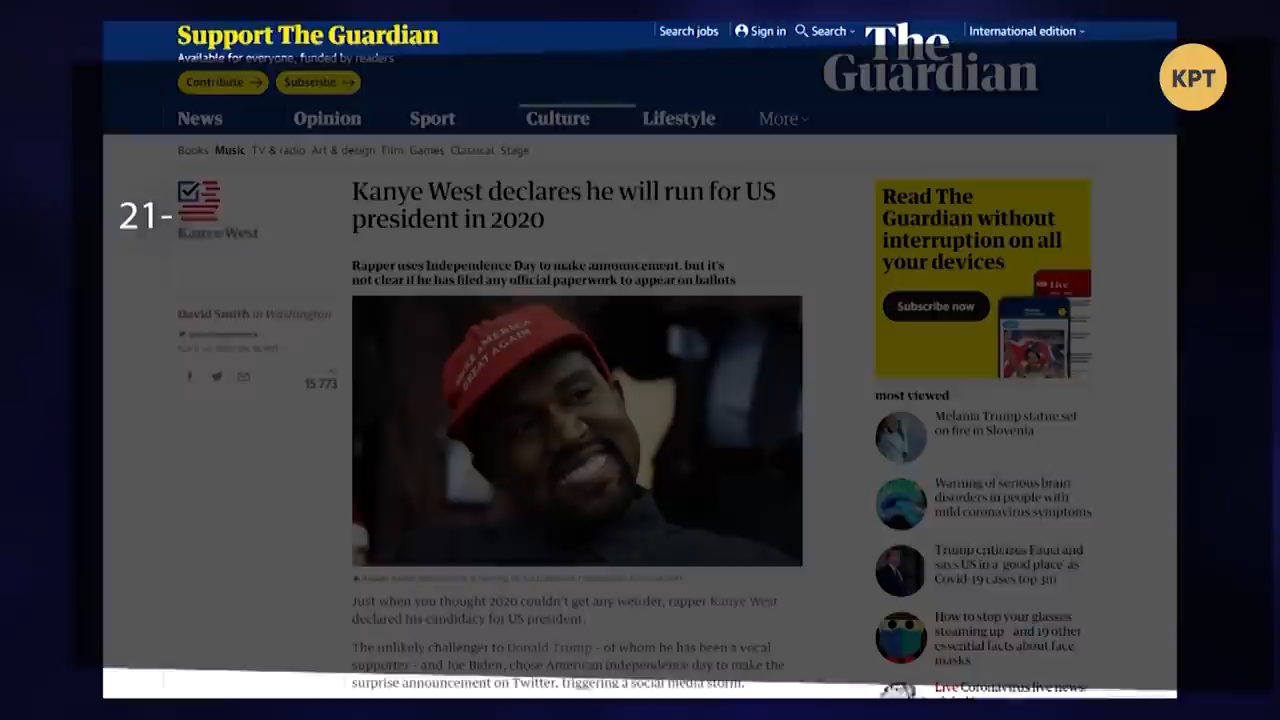 Support The Guardian
Available for everyone, funded by readers
Contribute →
Subscribe →
Search jobs
Sign in
Search
International edition
The
Guardian
KPT
News
Opinion
Sport
Culture
Lifestyle
More
Books Music TV & radio Art & design Film Games Classical Stage
21-
Kanye West
Kanye West declares he will run for US
president in 2020
Rapper uses Independence Day to make announcement, but it's
not clear if he has filed any official paperwork to appear on ballots
David Smith in Washington
15,773
MAKE AMERICA
GREAT AGAIN
Just when you thought 2020 couldn't get any weirder, rapper Kanye West
declared his candidacy for US president.
The unlikely challenger to Donald Trump - of whom he has been a vocal
supporter - and Joe Biden, chose American independence day to make the
surprise announcement on Twitter, triggering a social media storm.
Read The
Guardian without
interruption on all
your devices
Subscribe now
Live
most viewed
Melania Trump statue set
on fire in Slovenia
Warning of serious brain
disorders in people with
mild coronavirus symptoms
Trump criticises Fauci and
says US in a 'good place' as
Covid-19 cases top 3m
How to stop your glasses
steaming up - and 19 other
essential facts about face
masks
Live Coronavirus live news: